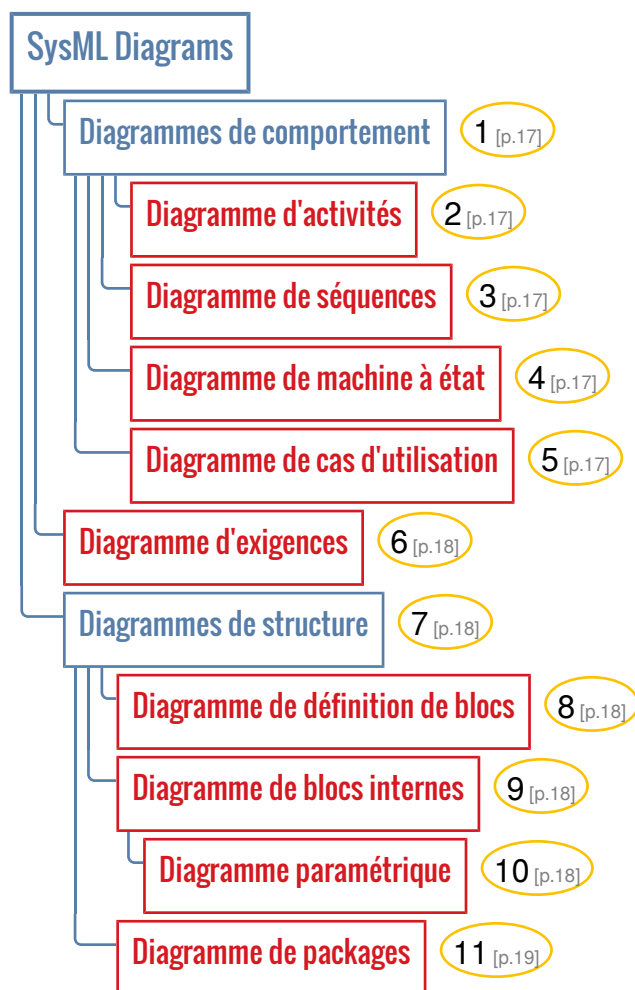 SysML Diagrams
Diagrammes de comportement 1 [p.17]
Diagramme d'activités 2 [p.17]
Diagramme de séquences 3 [p.17]
Diagramme de machine à état 4 [p.17]
Diagramme de cas d'utilisation 5 [p.17]
Diagramme d'exigences 6 [p.18]
Diagrammes de structure 7 [p.18]
Diagramme de définition de blocs 8 [p.18]
Diagramme de blocs internes 9 [p.18]
Diagramme paramétrique 10 [p.18]
Diagramme de packages 11 [p.19]